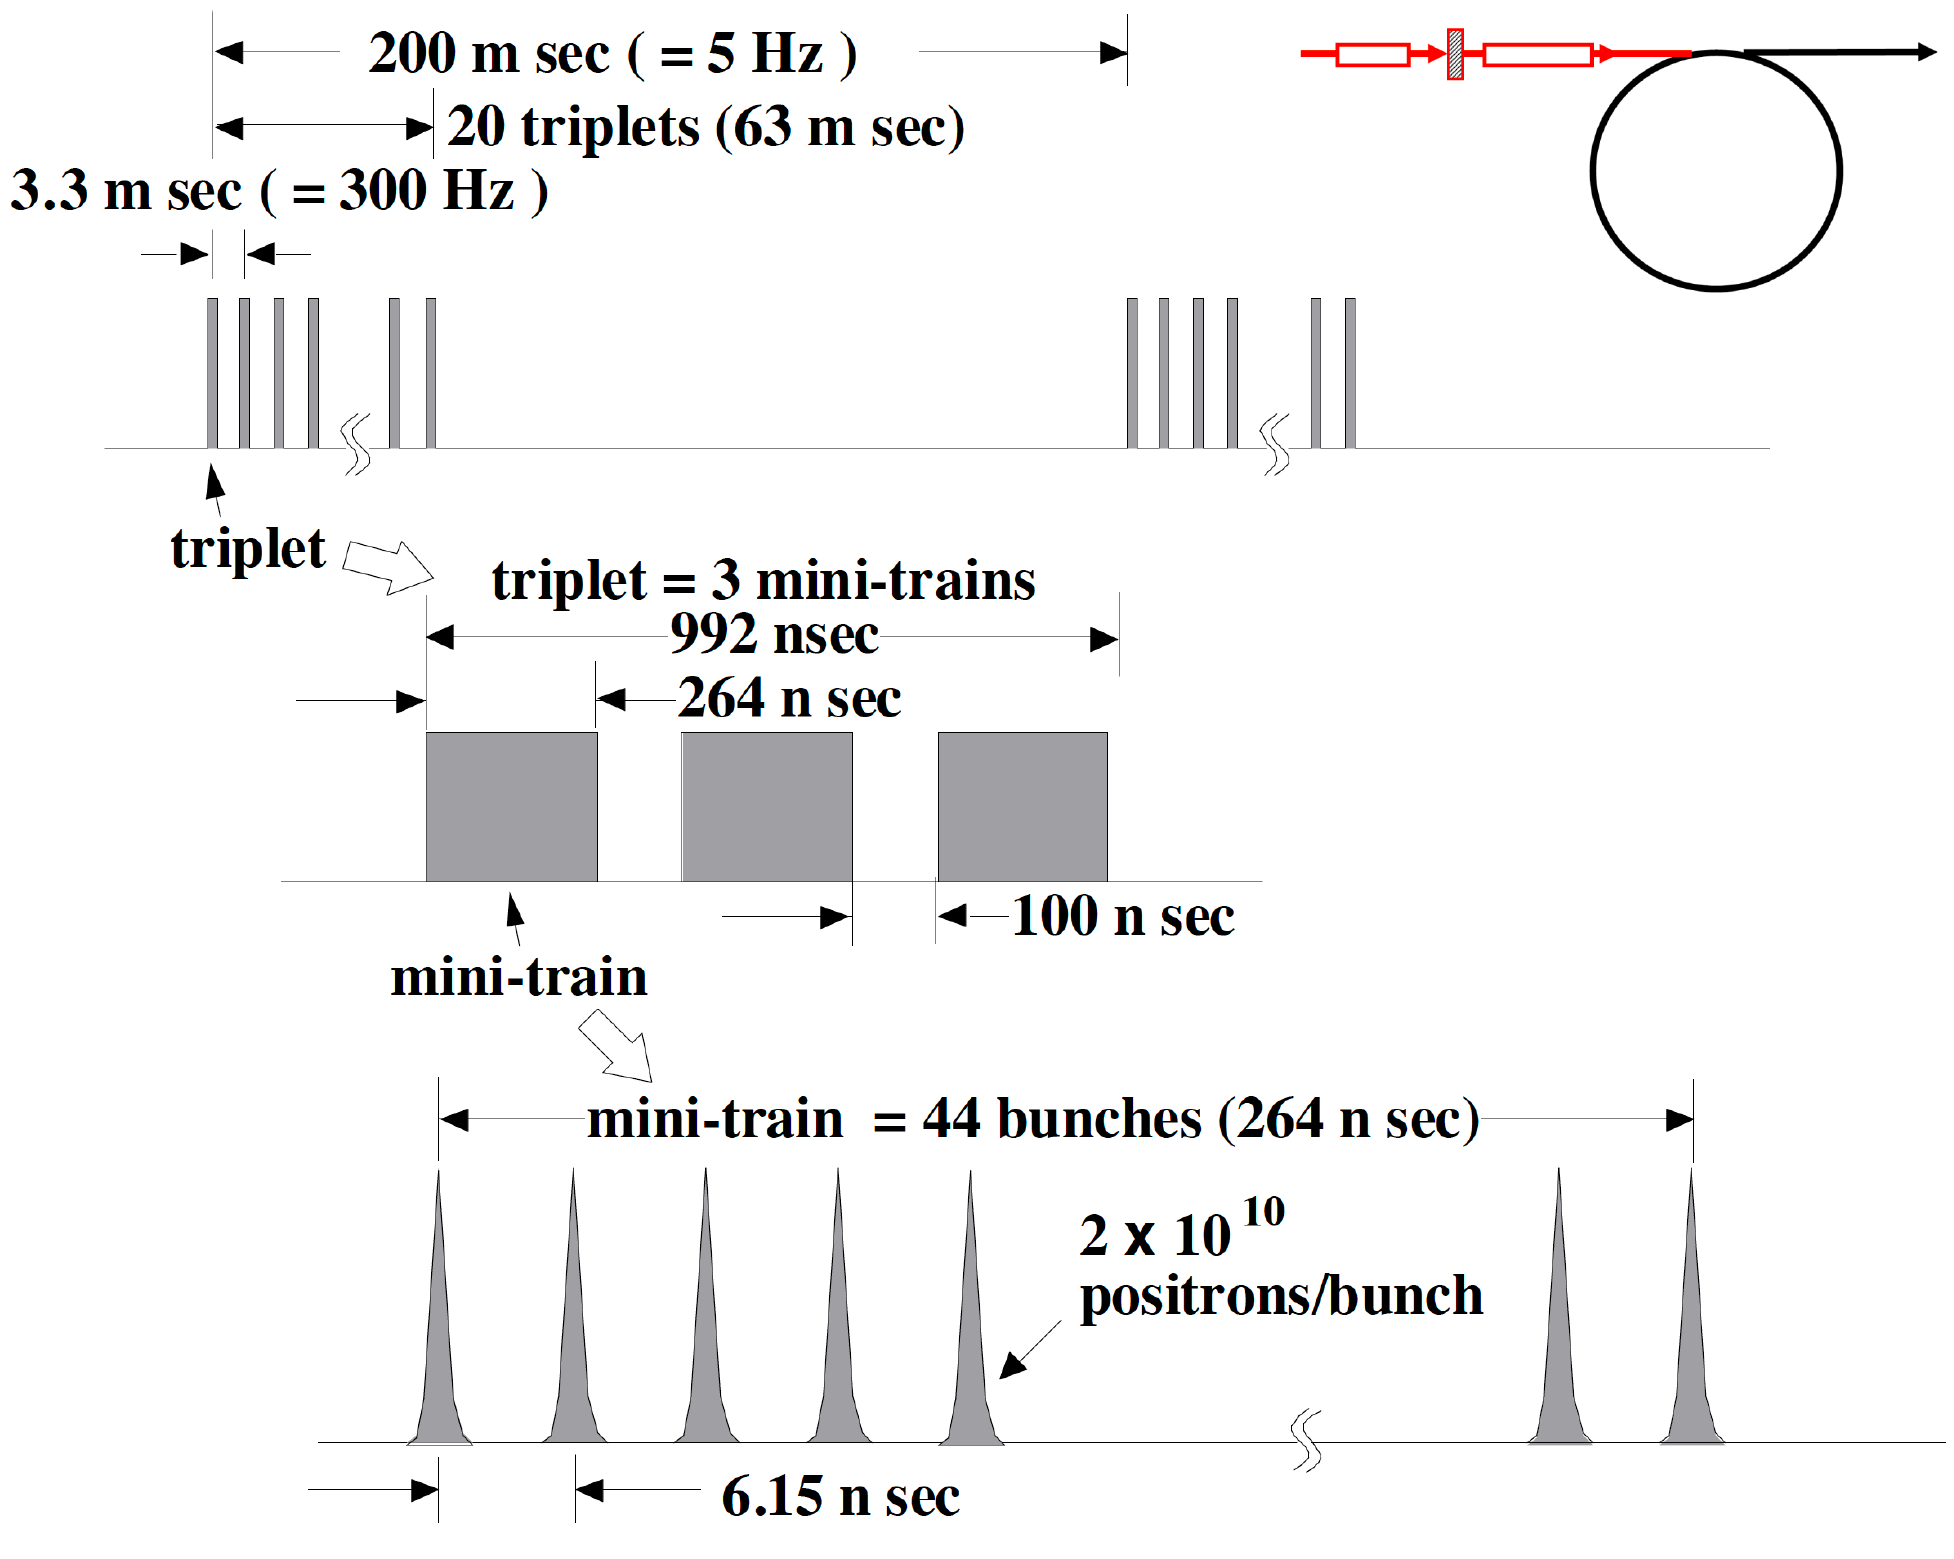 200 m sec ( = 5 Hz )
20 triplets (63 m sec)
3.3 m sec ( = 300 Hz )
triplet
triplet = 3 mini-trains
992 nsec
264 n sec
100 n sec
mini-train
mini-train = 44 bunches (264 n sec)
2 x 10^10
positrons/bunch
6.15 n sec